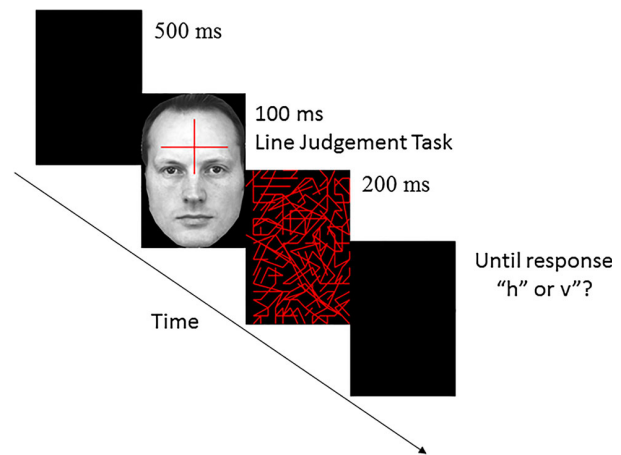 500 ms
100 ms
Line Judgement Task
200 ms
Until response
“h” or v”?
Time